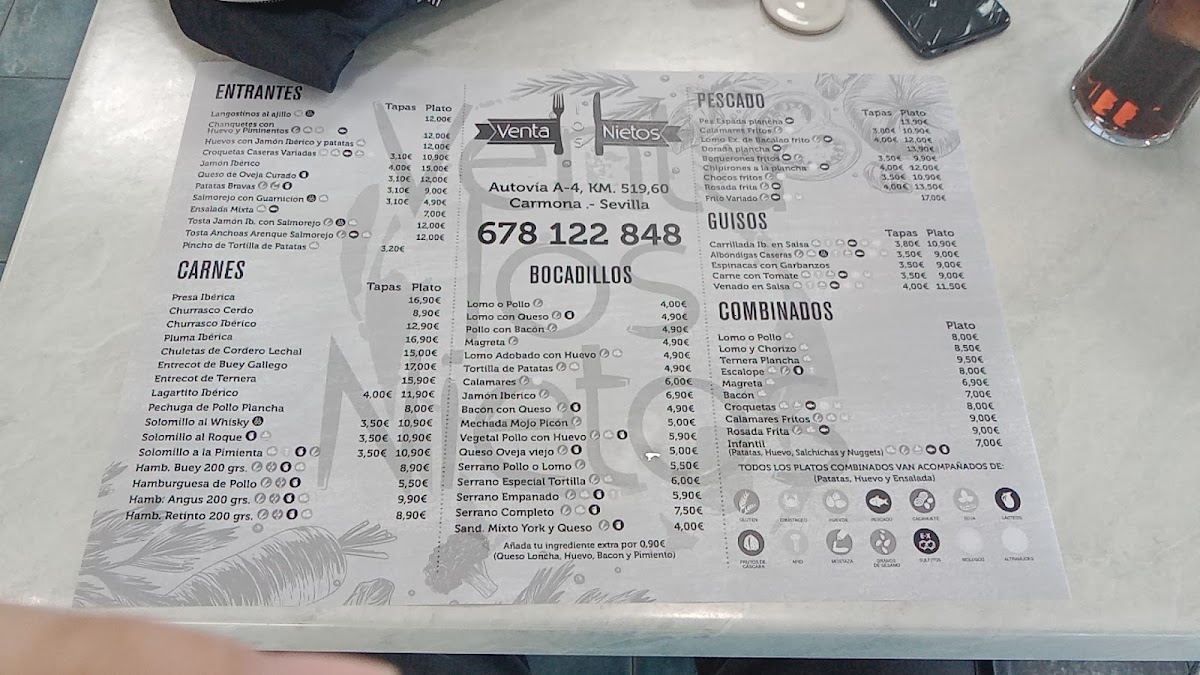 ENTRANTES
Tapas Plato
Langostinos al ajillo 12,00€
Chanquetes con
Huevo y Piminentos 12,00€
Huevos con Jamón Ibérico y patatas 12,00€
Croquetas Caseras Variadas 3,10€ 10,90€
Jamón Ibérico 4,00€ 15,00€
Queso de Oveja Curado 3,10€ 12,00€
Patatas Bravas 3,10€ 9,00€
Salmorejo con Guarnicion 3,10€ 4,90€
Ensalada Mixta 7,00€
Tosta Jamón Ib. con Salmorejo 12,00€
Tosta Anchoas Arenque Salmorejo 12,00€
Pincho de Tortilla de Patatas 3,20€
CARNES
Tapas Plato
Presa Ibérica 16,90€
Churrasco Cerdo 8,90€
Churrasco Ibérico 12,90€
Pluma Ibérica 16,90€
Chuletas de Cordero Lechal 15,00€
Entrecot de Buey Gallego 17,00€
Entrecot de Ternera 15,90€
Lagartito Ibérico 4,00€ 11,90€
Pechuga de Pollo Plancha 8,00€
Solomillo al Whisky 3,50€ 10,90€
Solomillo al Roque 3,50€ 10,90€
Solomillo a la Pimienta 3,50€ 10,90€
Hamb. Buey 200 grs. 8,90€
Hamburguesa de Pollo 5,50€
Hamb. Angus 200 grs. 9,90€
Hamb. Retinto 200 grs. 8,90€
Venta LOS Nietos
Autovía A-4, KM. 519,60
Carmona .- Sevilla
678 122 848
BOCADILLOS
Lomo o Pollo 4,00€
Lomo con Queso 4,90€
Pollo con Bacón 4,90€
Magreta 4,90€
Lomo Adobado con Huevo 4,90€
Tortilla de Patatas 4,90€
Calamares 6,00€
Jamón Ibérico 6,90€
Bacón con Queso 4,90€
Mechada Mojo Picón 5,00€
Vegetal Pollo con Huevo 5,90€
Queso Oveja viejo 5,00€
Serrano Pollo o Lomo 5,50€
Serrano Especial Tortilla 6,00€
Serrano Empanado 5,90€
Serrano Completo 7,50€
Sand. Mixto York y Queso 4,00€
Añada tu ingrediente extra por 0,90€
(Queso Loncha, Huevo, Bacon y Pimiento)
PESCADO
Tapas Plato
Pez Espada plancha 13,90€
Calamares Fritos 3,00€ 10,90€
Lomo Ex. de Bacalao frito 4,00€ 12,00€
Dorada plancha 13,90€
Boquerones fritos 3,50€ 9,90€
Chipirones a la plancha 4,00€ 12,00€
Chocos fritos 3,50€ 10,90€
Rosada frita 4,00€ 13,50€
Frito Variado 17,00€
GUISOS
Tapas Plato
Carrillada Ib. en Salsa 3,80€ 10,90€
Albóndigas Caseras 3,50€ 9,00€
Espinacas con Garbanzos 3,50€ 9,00€
Carne con Tomate 3,50€ 9,00€
Venado en Salsa 4,00€ 11,50€
COMBINADOS
Plato
Lomo o Pollo 8,00€
Lomo y Chorizo 8,50€
Ternera Plancha 9,50€
Escalope 8,00€
Magreta 6,90€
Bacón 7,00€
Croquetas 8,00€
Calamares Fritos 9,00€
Rosada Frita 9,00€
Infantil 7,00€
(Patatas, Huevo, Salchichas y Nuggets)
TODOS LOS PLATOS COMBINADOS VAN ACOMPAÑADOS DE:
(Patatas, Huevo y Ensalada)
GLUTEN CRUSTÁCEO HUEVOS PESCADO CACAHUETE SOJA LÁCTEOS
FRUTOS DE CÁSCARA APIO MOSTAZA GRANOS DE SÉSAMO SULFITOS MOLUSCO ALTRAMUCES
Venta
los
Nietos